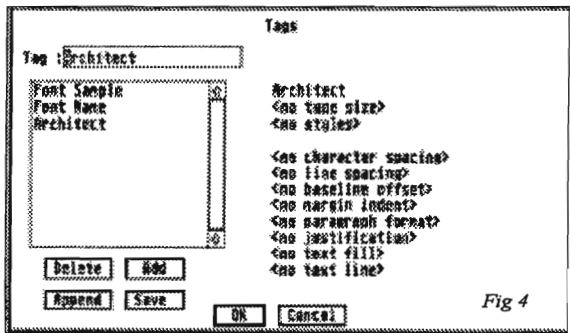 Tags
Tag :Architect
Font Sample
Font Name
Architect
Architect
<no type size>
<no styles>
<no character spacing>
<no line spacing>
<no baseline offset>
<no margin indent>
<no paragraph format>
<no justification>
<no text fill>
<no text line>
Delete Add
Append Save
OK Cancel
Fig 4